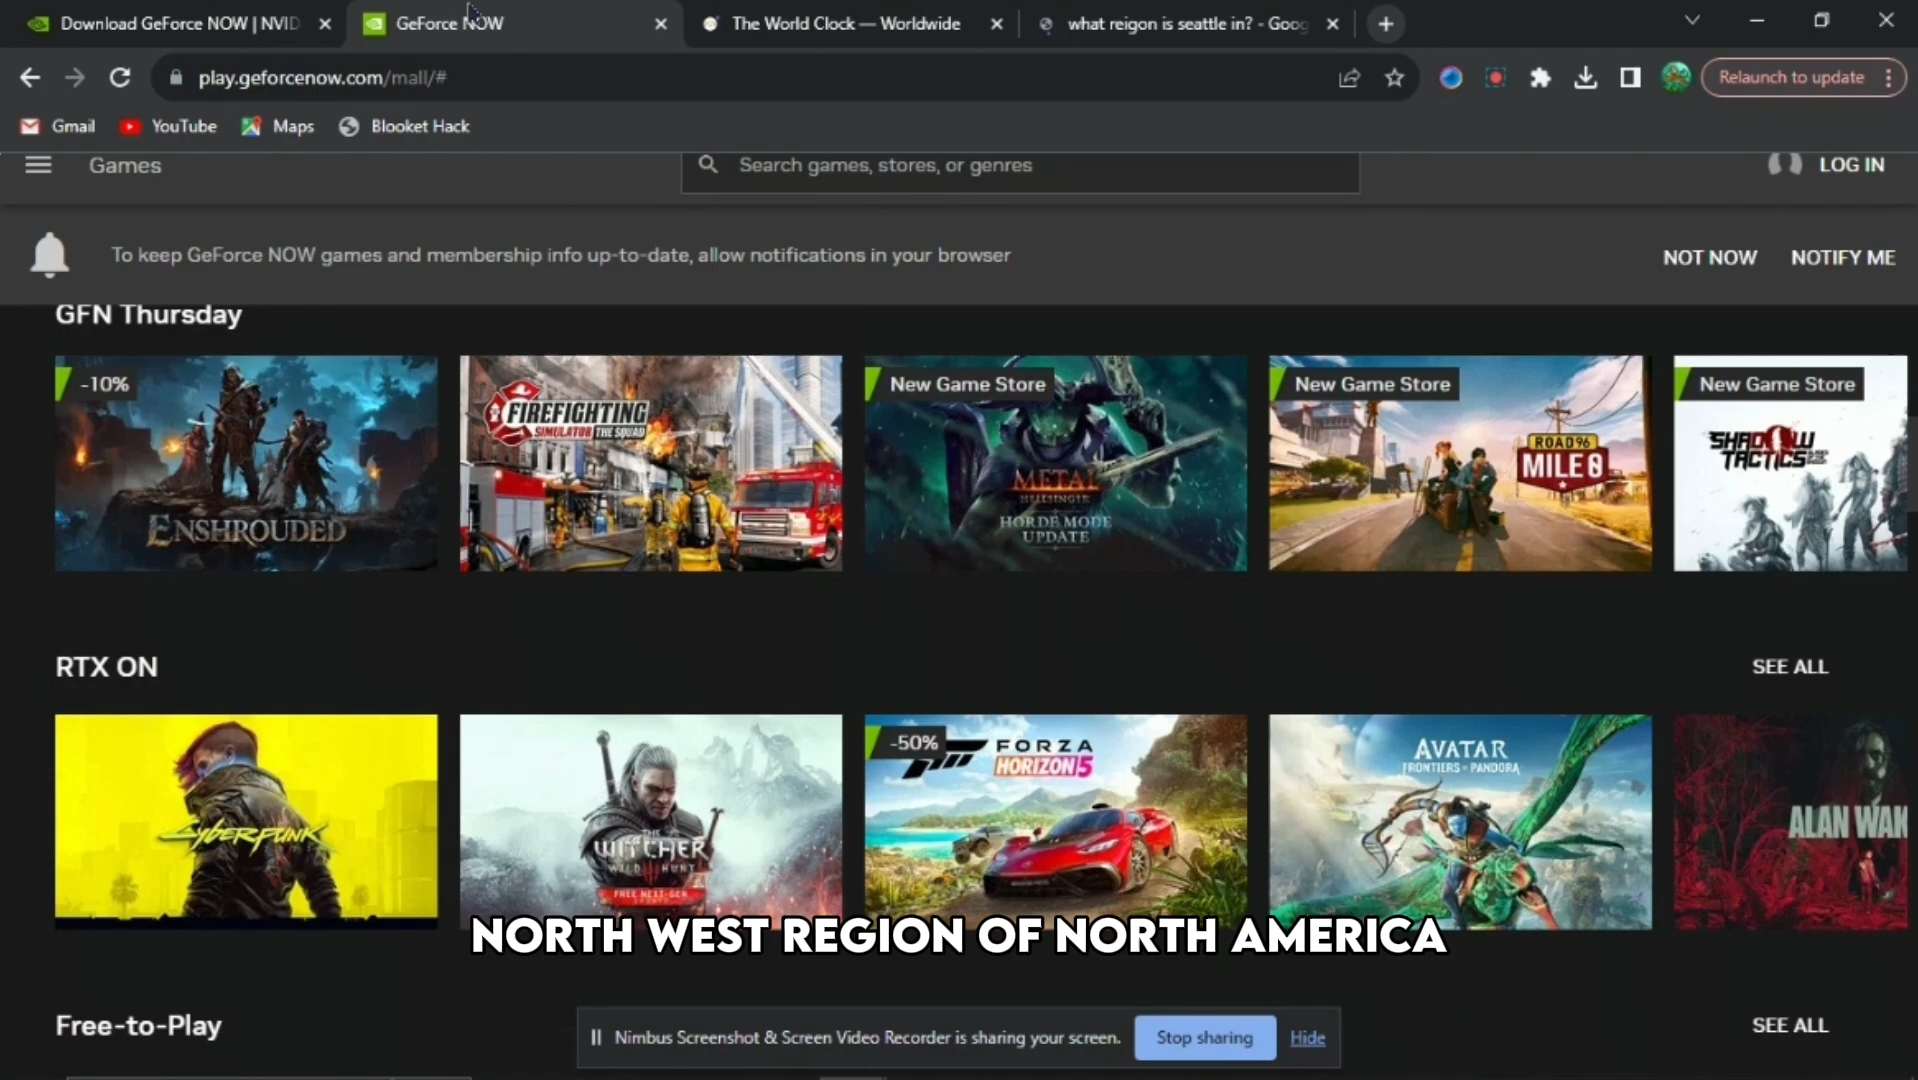 Download GeForce NOW | NVID
GeForce NOW
The World Clock — Worldwide
what reigon is seattle in? - Goog
play.geforcenow.com/mall/#
Relaunch to update
Gmail
YouTube
Maps
Blooket Hack
Games
Search games, stores, or genres
LOG IN
To keep GeForce NOW games and membership info up-to-date, allow notifications in your browser
NOT NOW
NOTIFY ME
GFN Thursday
-10%
ENSHROUDED
FIREFIGHTING
SIMULATOR THE SQUAD
New Game Store
METAL
HELLSINGER
HORDE MODE
UPDATE
New Game Store
ROAD 96
MILE 0
New Game Store
SHADOW
TACTICS
RTX ON
SEE ALL
CYBERPUNK
THE
WITCHER
WILD HUNT
FREE NEXT-GEN
-50%
FORZA
HORIZON 5
AVATAR
FRONTIERS OF PANDORA
ALAN WAK
NORTH WEST REGION OF NORTH AMERICA
Free-to-Play
SEE ALL
Nimbus Screenshot & Screen Video Recorder is sharing your screen.
Stop sharing
Hide